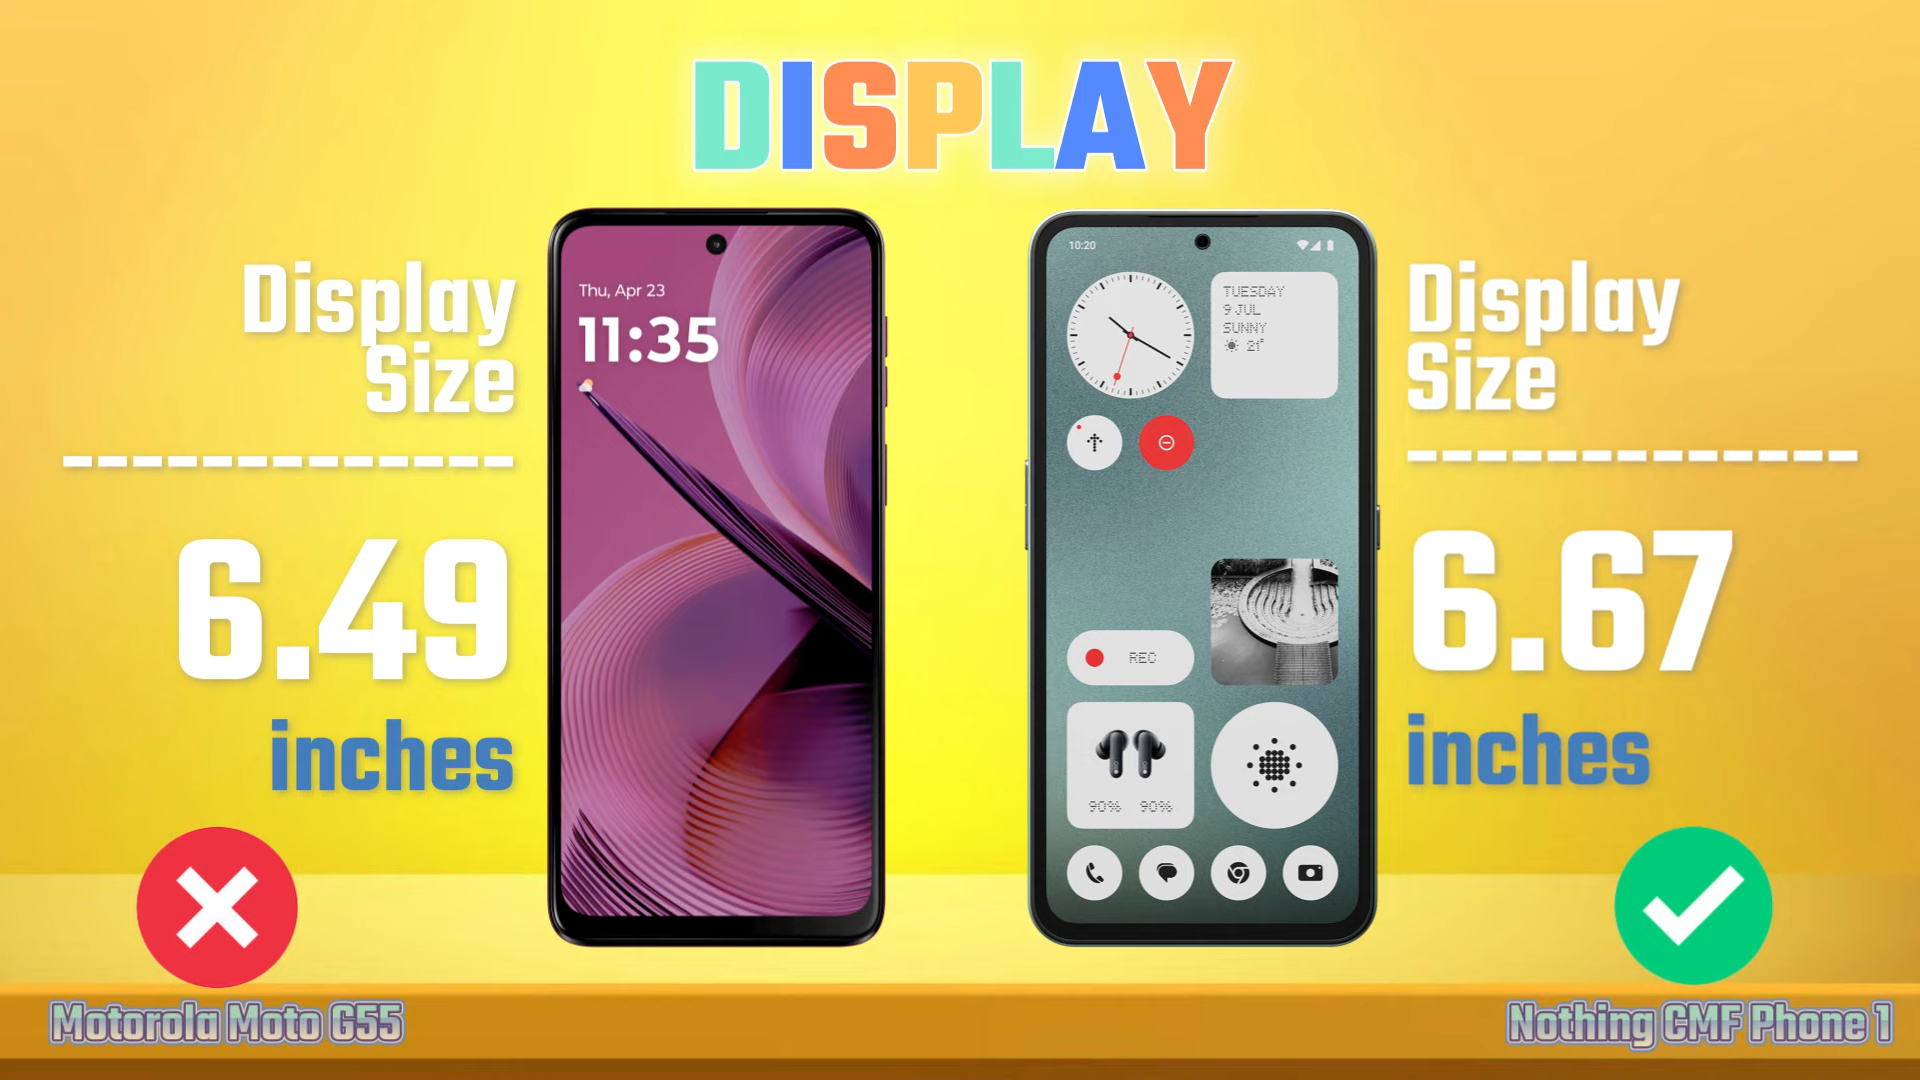 DISPLAY
Display
Size
6.49
inches
Motorola Moto G55
Thu, Apr 23
11:35
10:20
TUESDAY
9 JUL
SUNNY
21°
REC
90% 90%
Display
Size
6.67
inches
Nothing CMF Phone 1